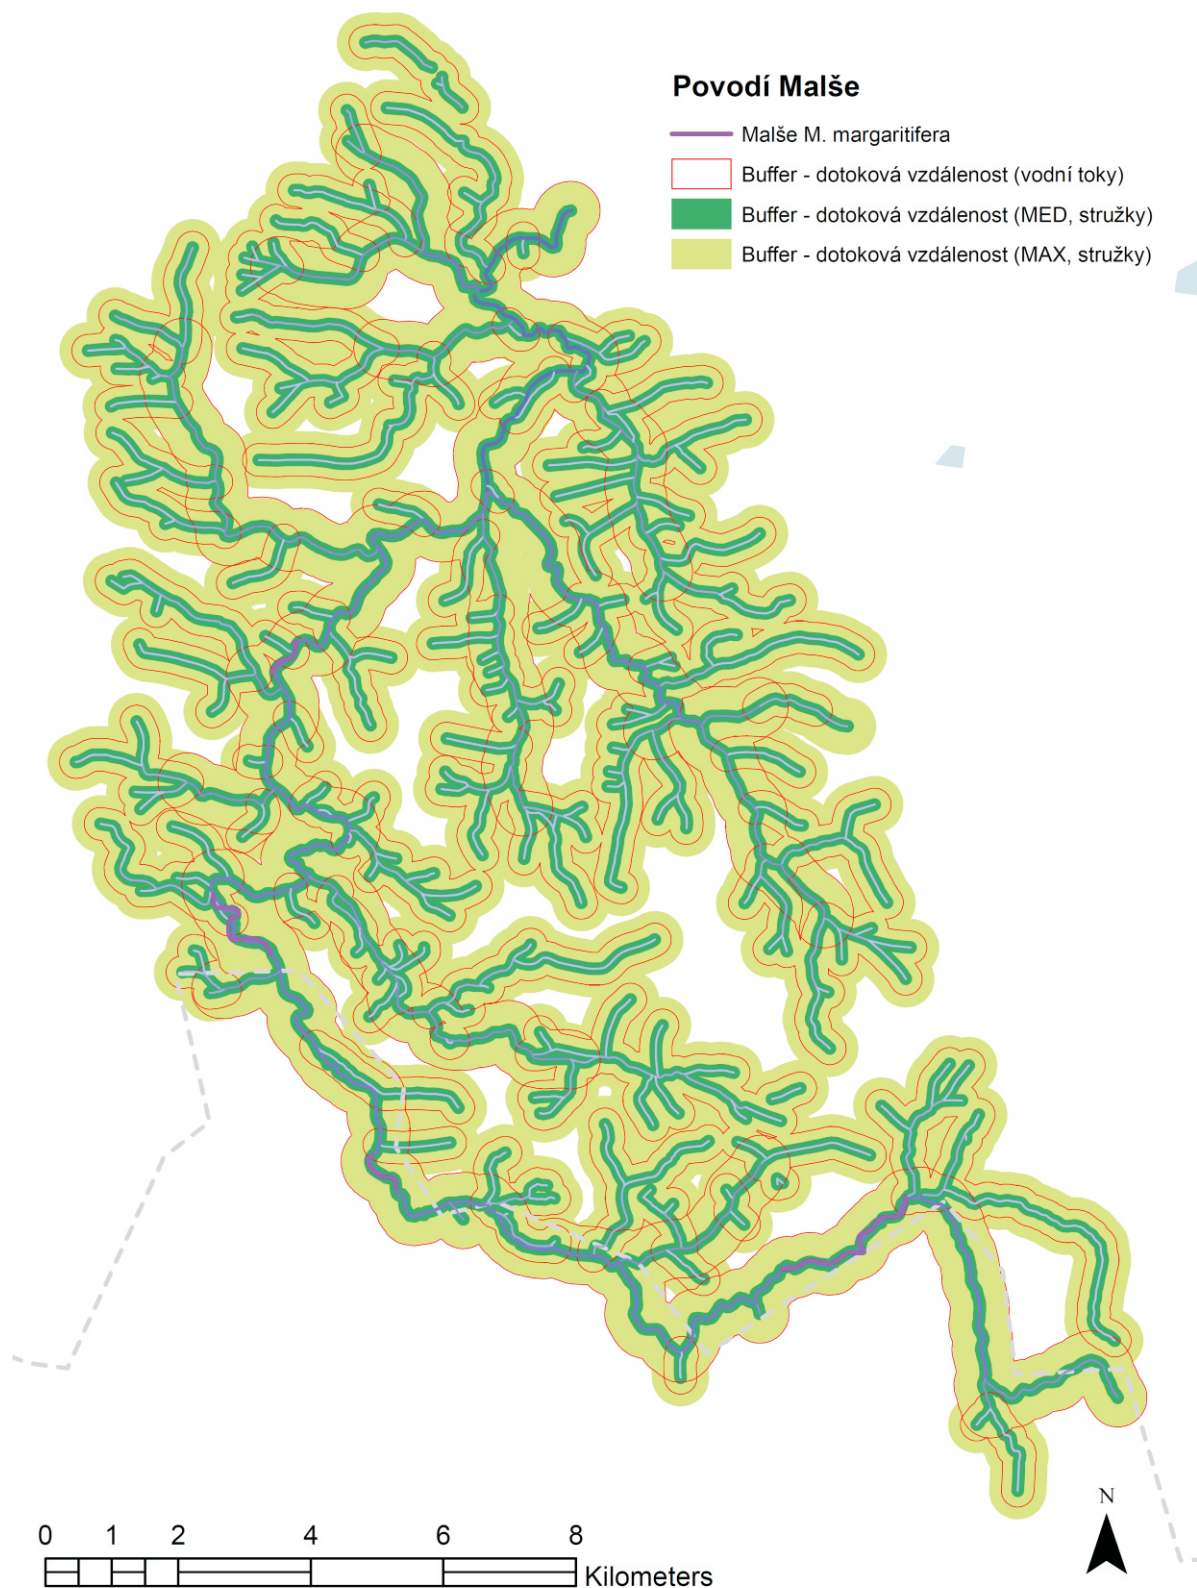 Povodí Malše
Malše M. margaritifera
Buffer - dotoková vzdálenost (vodní toky)
Buffer - dotoková vzdálenost (MED, stružky)
Buffer - dotoková vzdálenost (MAX, stružky)
N
0 1 2 4 6 8
Kilometers